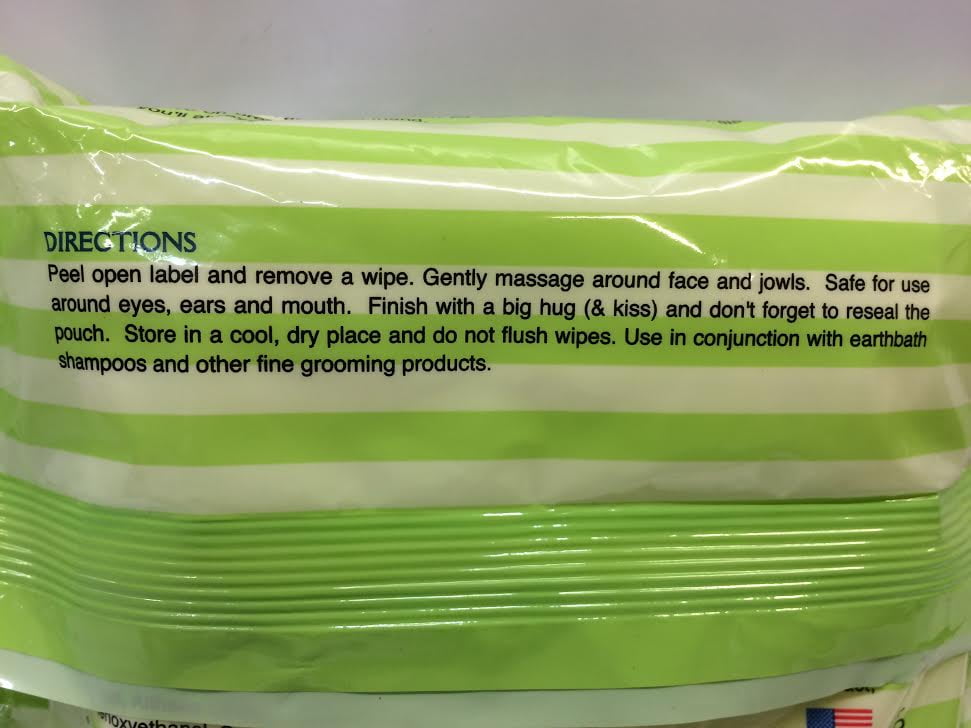 you'll
DIRECTIONS
Peel open label and remove a wipe. Gently massage around face and jowls. Safe for use
around eyes, ears and mouth. Finish with a big hug (& kiss) and don't forget to reseal the
pouch. Store in a cool, dry place and do not flush wipes. Use in conjunction with earthbath
shampoos and other fine grooming products.